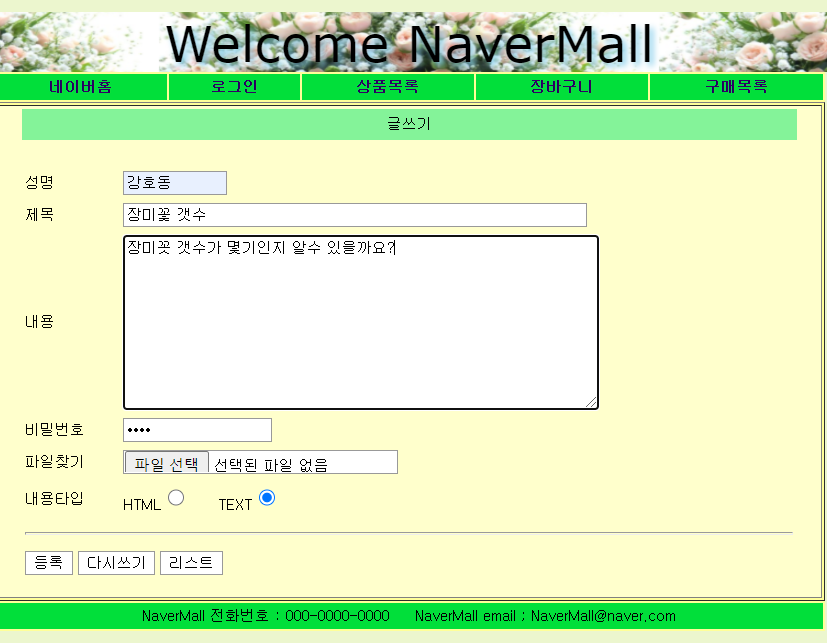 Welcome NaverMall
네이버홈 로그인 상품목록 장바구니 구매목록
글쓰기
성명 강호동
제목 장미꽃 갯수
장미꼿 갯수가 몇기인지 알수 있을까요?
내용
비밀번호 ••••
파일찾기 파일 선택 선택된 파일 없음
내용타입 HTML TEXT
등록 다시쓰기 리스트
NaverMall 전화번호 : 000-0000-0000 NaverMall email ; NaverMall@naver,com